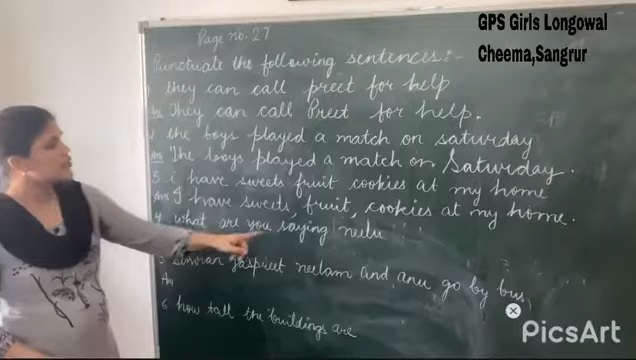 GPS Girls Longowal
Cheema,Sangrur
Page no. 27
Punctuate the following sentences:-
they can call preet for help
Ans They can call Preet for help.
the boys played a match on saturday
Ans The boys played a match on Saturday.
3 i have sweets fruit cookies at my home
Ans I have sweets, fruit, cookies at my home.
4 what are you saying neelu
5 simran jaspreet neelam and anu go by bus
An
6 how tall the buildings are
PicsArt